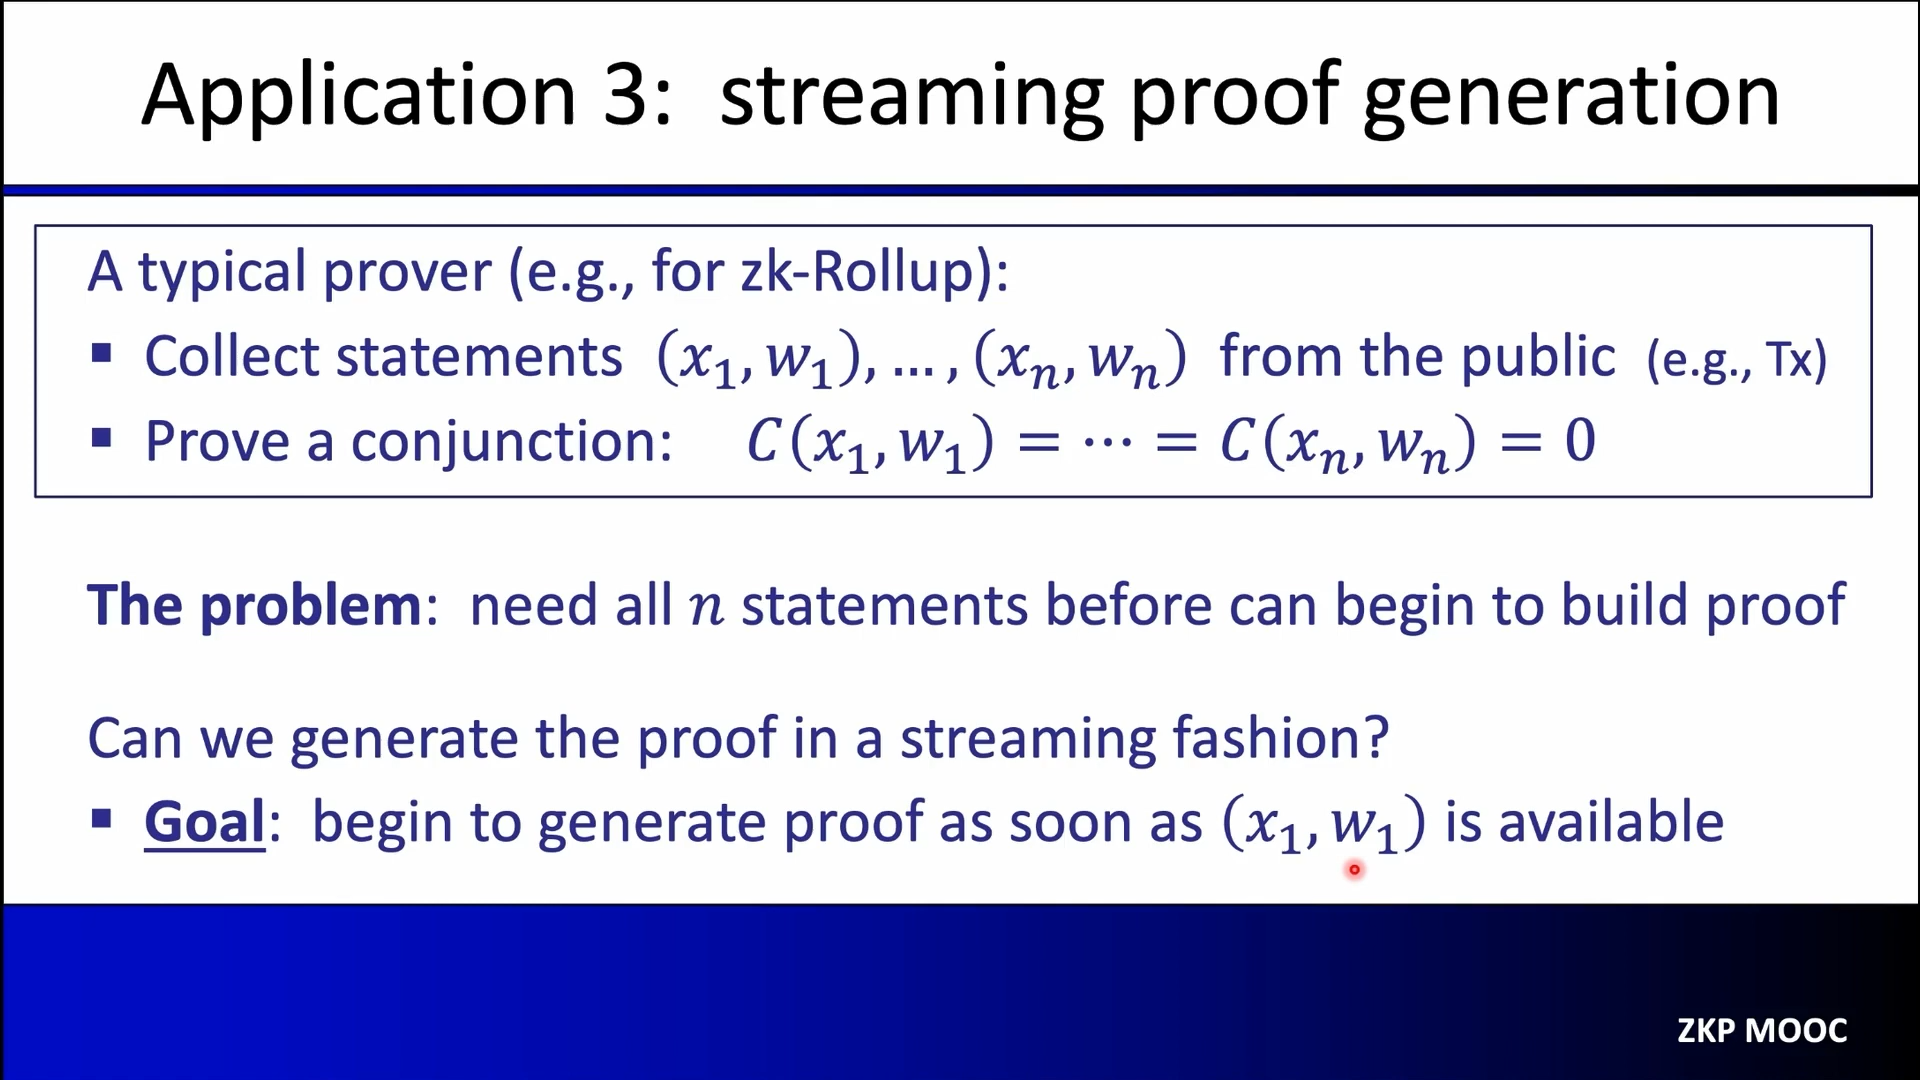 Application 3: streaming proof generation
A typical prover (e.g., for zk-Rollup):
▪ Collect statements (x₁, w₁), … , (xₙ, wₙ) from the public (e.g., Tx)
▪ Prove a conjunction: C(x₁, w₁) = ⋯ = C(xₙ, wₙ) = 0
The problem: need all n statements before can begin to build proof
Can we generate the proof in a streaming fashion?
▪ Goal: begin to generate proof as soon as (x₁, w₁) is available
ZKP MOOC